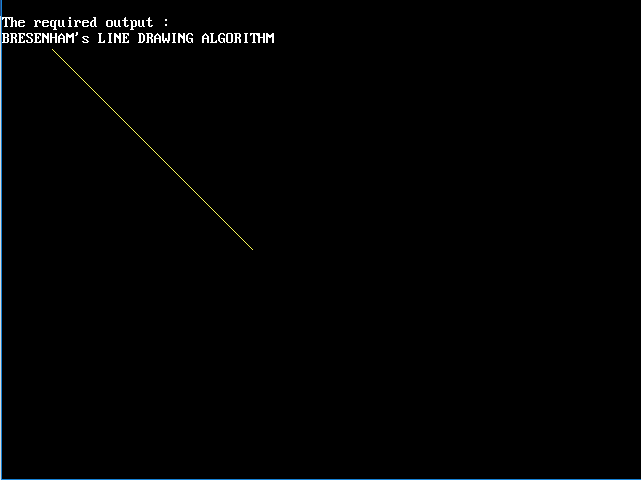 The required output :
BRESENHAM's LINE DRAWING ALGORITHM